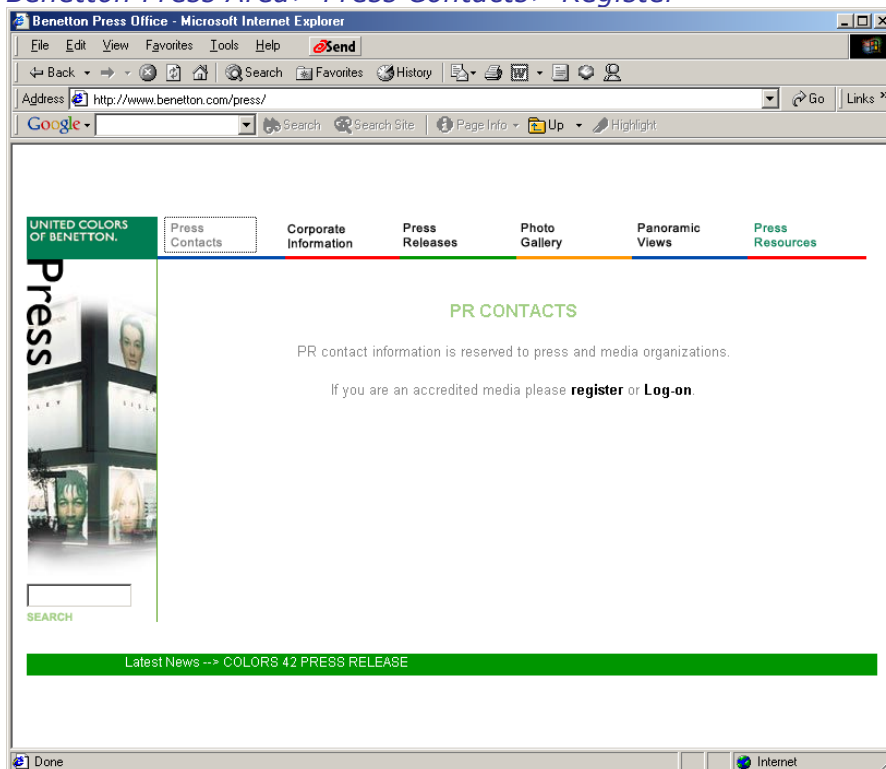 Benetton Press Area> Press Contacts> Register
Benetton Press Office - Microsoft Internet Explorer
File Edit View Favorites Tools Help Send
Back Search Favorites History
Address http://www.benetton.com/press/ Go Links »
Google Search Search Site Page Info Up Highlight
UNITED COLORS
OF BENETTON.
Press
Contacts
Corporate
Information
Press
Releases
Photo
Gallery
Panoramic
Views
Press
Resources
Press
PR CONTACTS
PR contact information is reserved to press and media organizations.
If you are an accredited media please register or Log-on.
SEARCH
Latest News --> COLORS 42 PRESS RELEASE
Done Internet